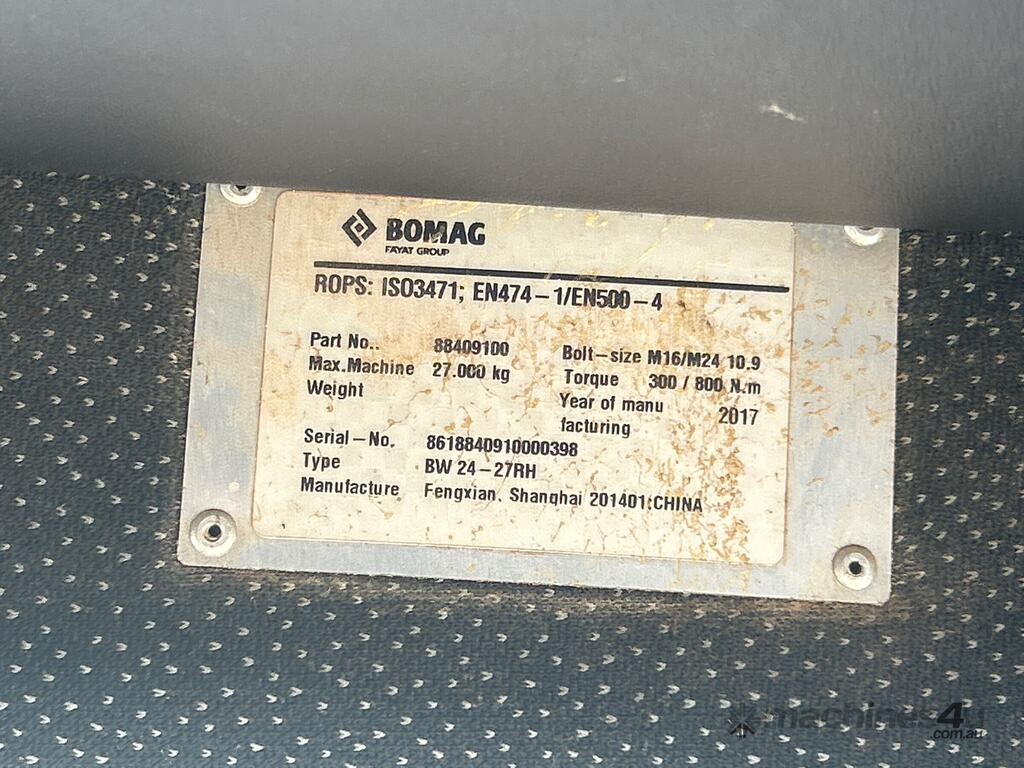 BOMAG
FAYAT GROUP
ROPS: ISO3471; EN474-1/EN500-4
Part No.. 88409100
Max.Machine 27.000 kg
Weight
Bolt-size M16/M24 10.9
Torque 300 / 800 N.m
Year of manu 2017
facturing
Serial-No. 8618840910000398
Type BW 24-27RH
Manufacture Fengxian, Shanghai 201401,CHINA
machines4u
.com.au